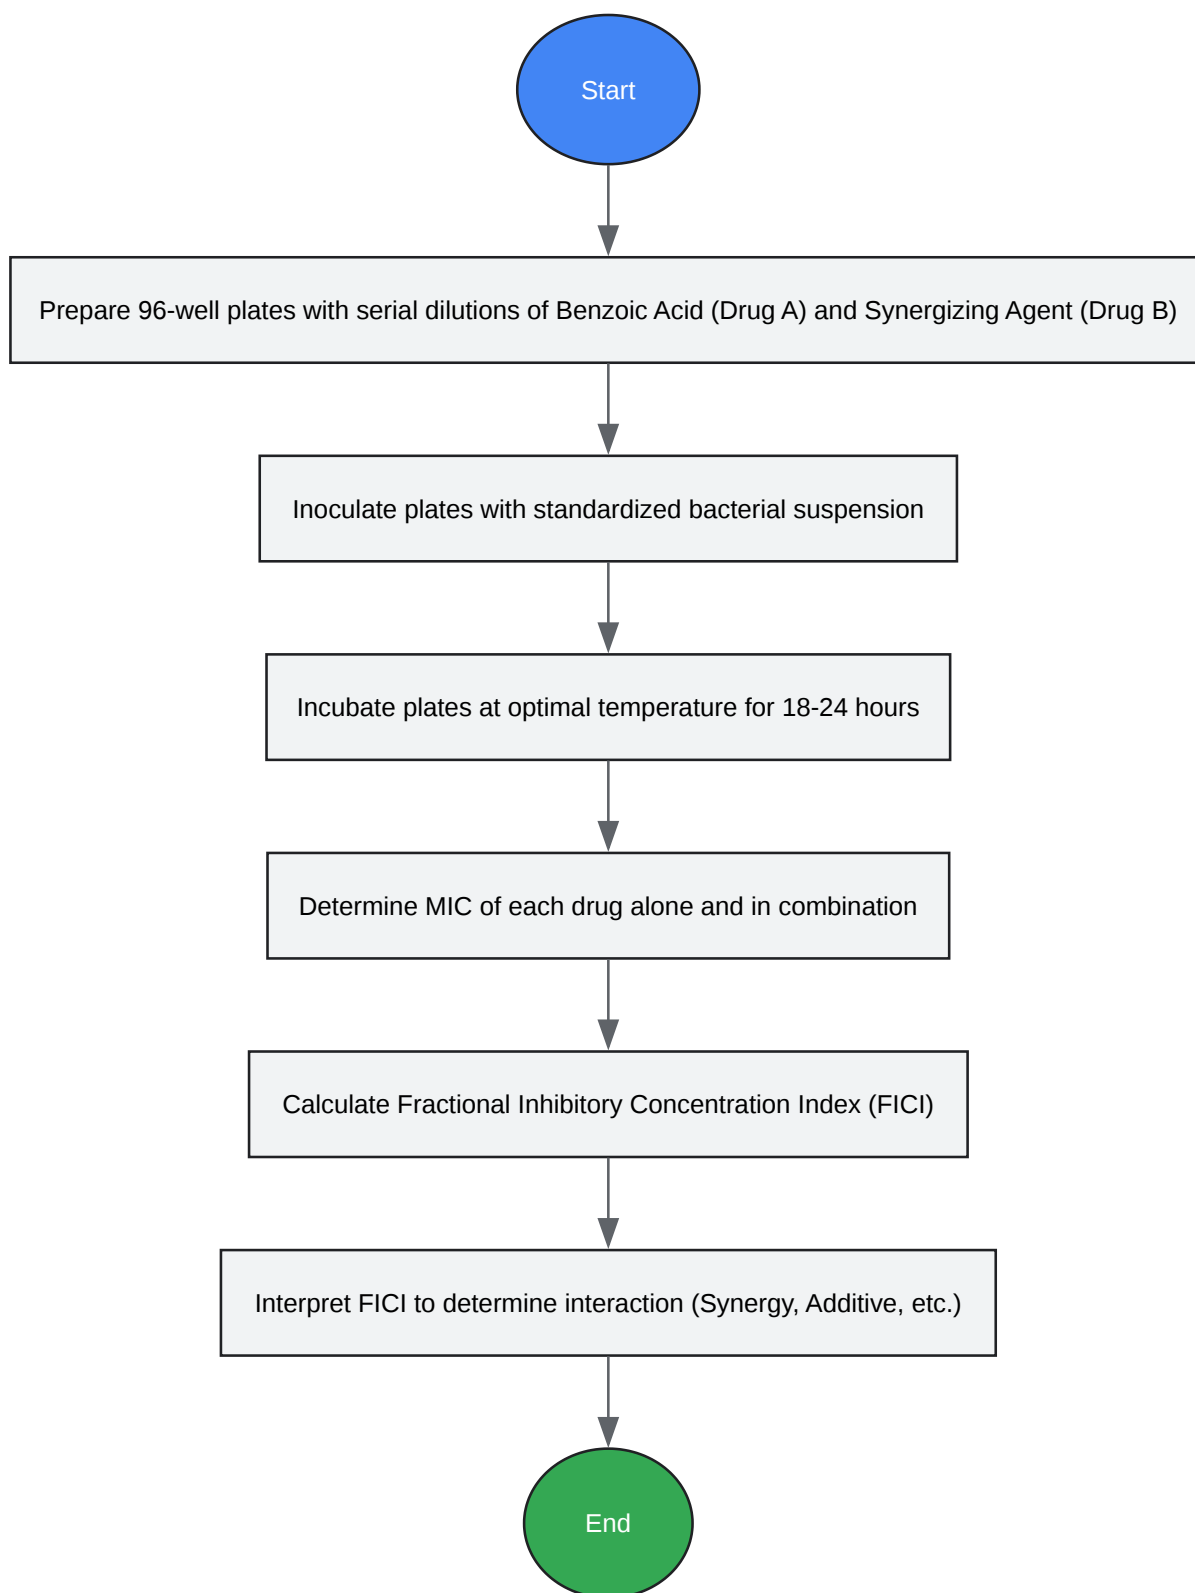 Start
Prepare 96-well plates with serial dilutions of Benzoic Acid (Drug A) and Synergizing Agent (Drug B)
Inoculate plates with standardized bacterial suspension
Incubate plates at optimal temperature for 18-24 hours
Determine MIC of each drug alone and in combination
Calculate Fractional Inhibitory Concentration Index (FICI)
Interpret FICI to determine interaction (Synergy, Additive, etc.)
End